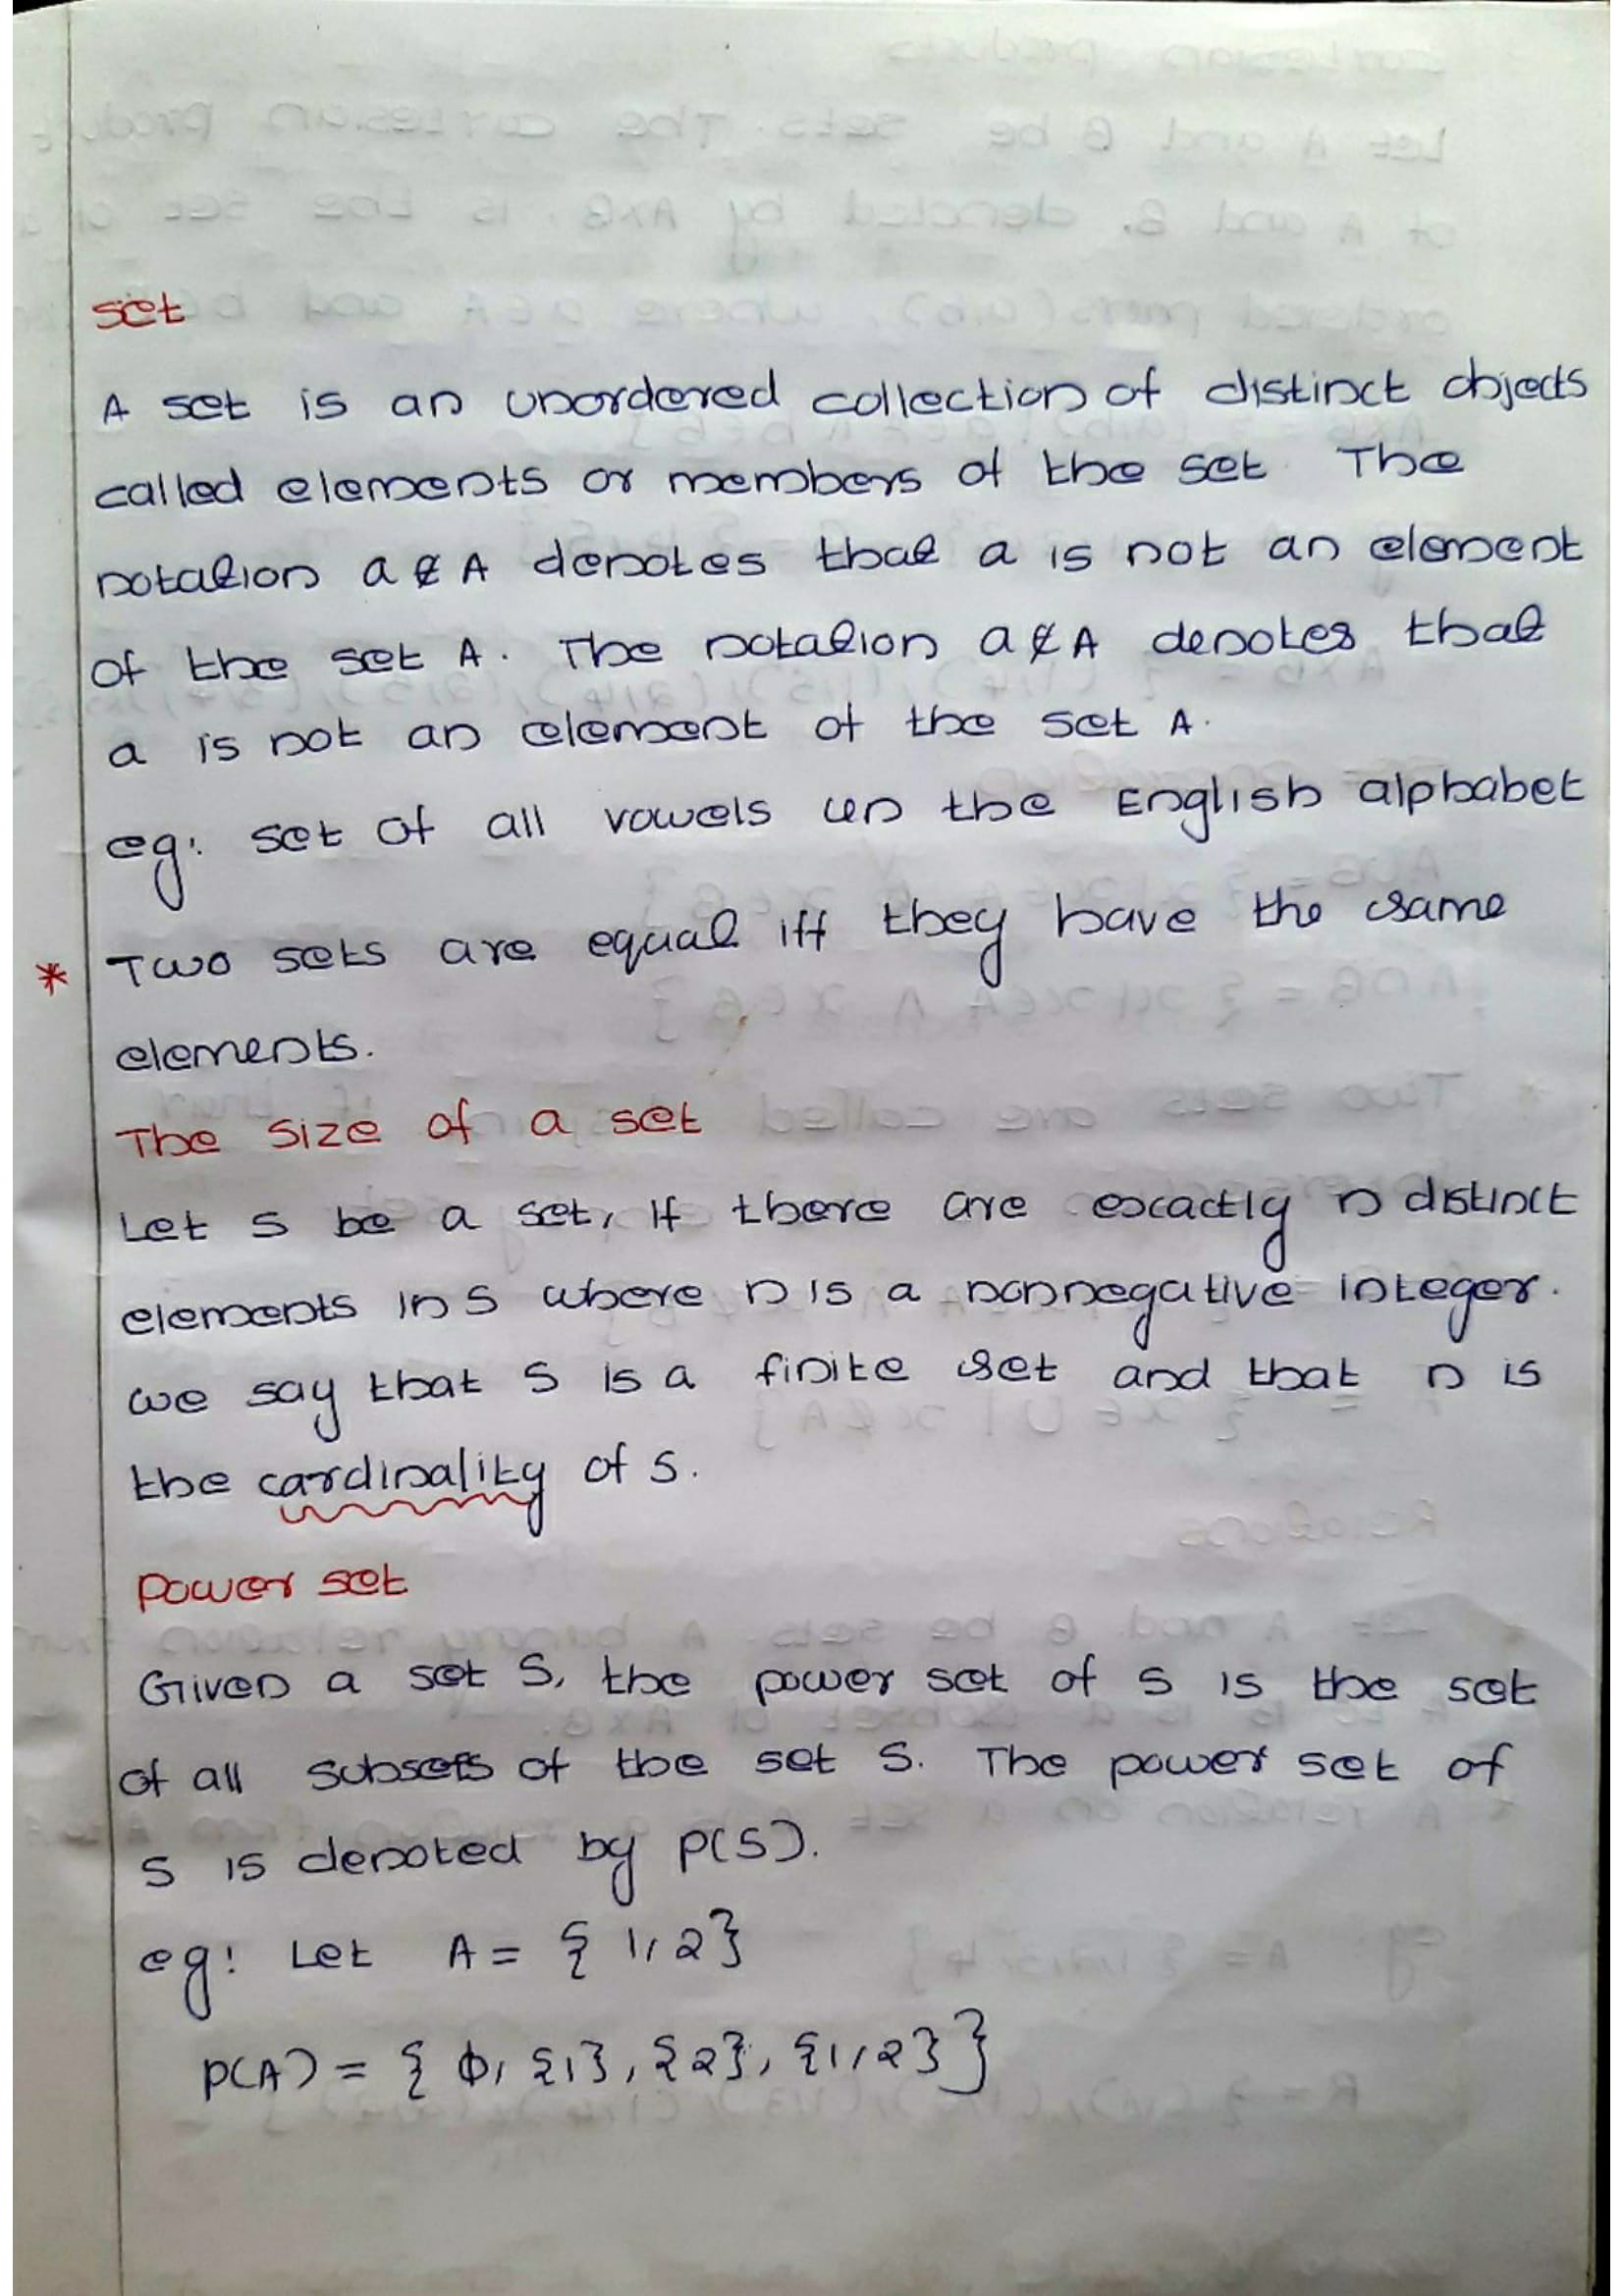 set
A set is an unordered collection of distinct objects
called elements or members of the set The
notation a ∉ A denotes that a is not an element
of the set A. The notation a ∉ A denotes that
a is not an element of the set A.
eg: set of all vowels in the English alphabet
* Two sets are equal iff they have the same
elements.
The size of a set
Let S be a set, If there are excactly n distinct
elements in S where n is a nonnegative integer.
we say that S is a finite set and that n is
the cardinality of S.
power set
Given a set S, the power set of S is the set
of all subsets of the set S. The power set of
S is denoted by P(S).
eg: Let A = { 1, 2}
P(A) = { ϕ, {1}, {2}, {1, 2} }